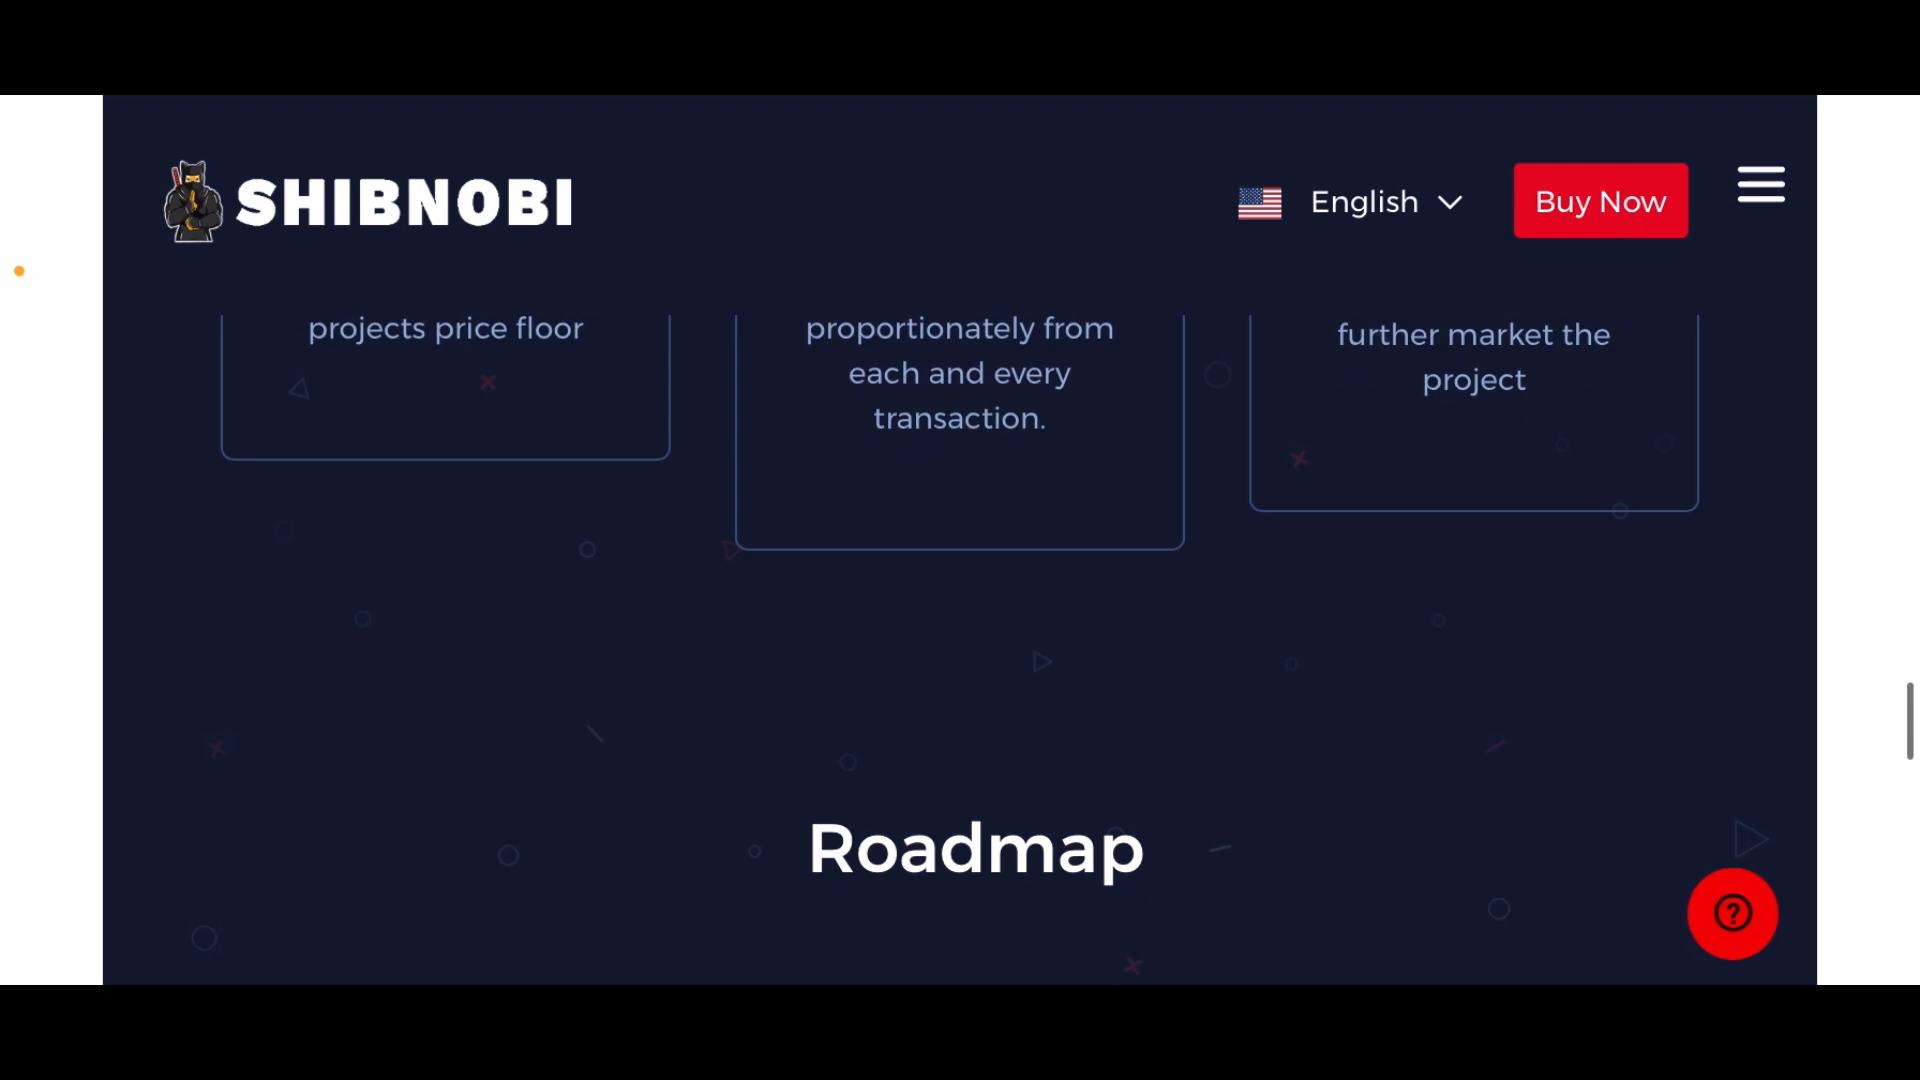 SHIBNOBI
English
Buy Now
projects price floor
proportionately from
each and every
transaction.
further market the
project
Roadmap
?